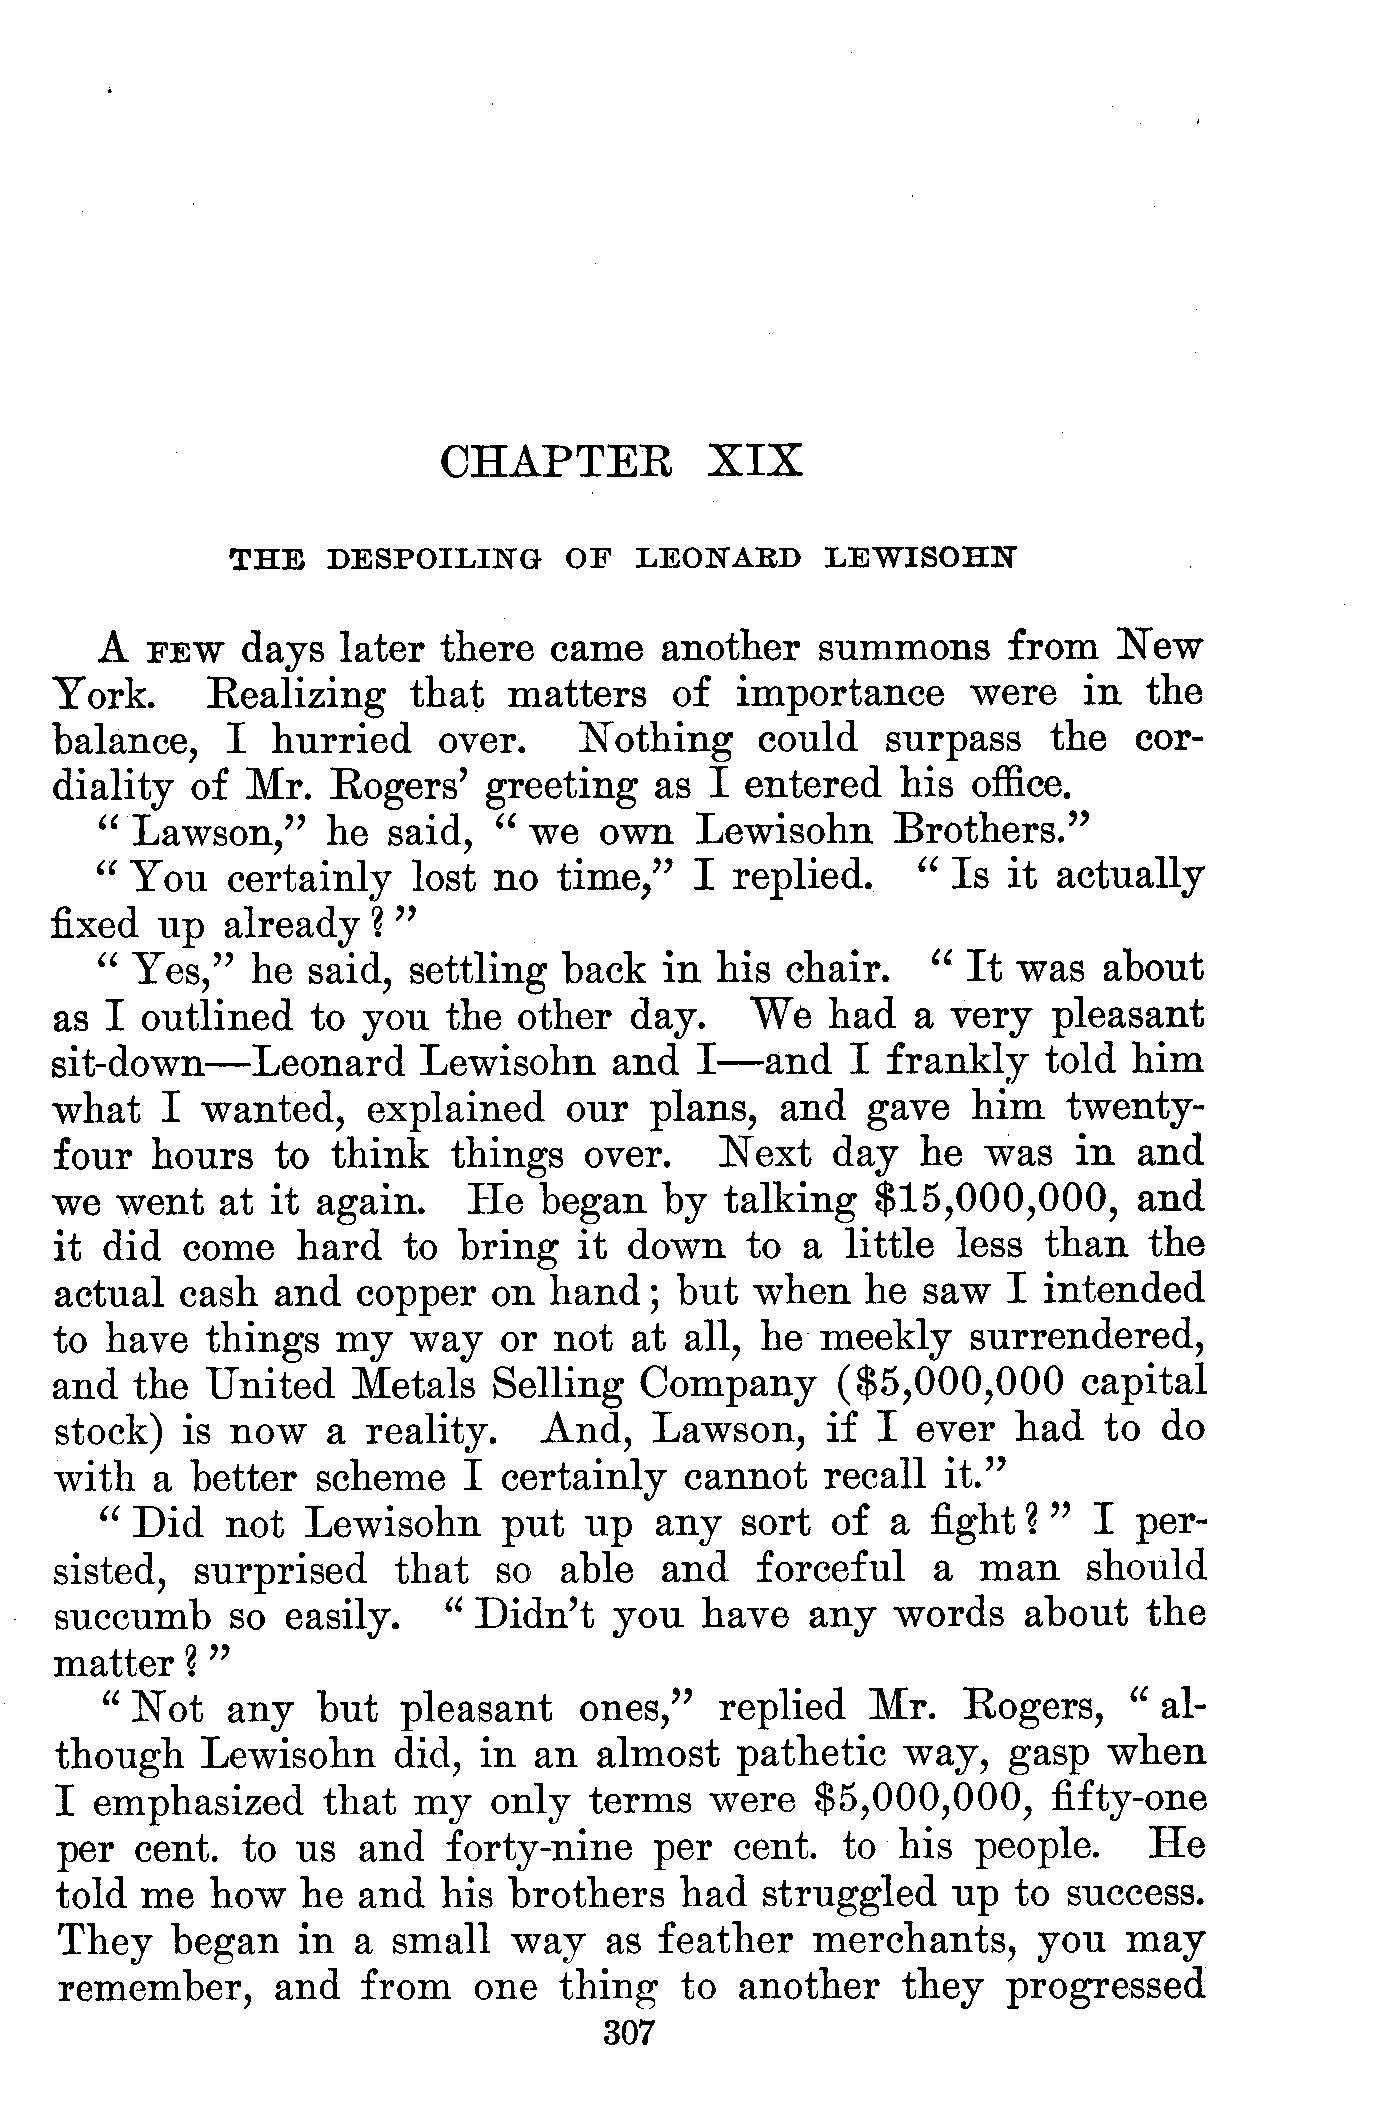 CHAPTER XIX
THE DESPOILING OF LEONARD LEWISOHN
A FEW days later there came another summons from New
York. Realizing that matters of importance were in the
balance, I hurried over. Nothing could surpass the cor-
diality of Mr. Rogers’ greeting as I entered his office.
“ Lawson,” he said, “ we own Lewisohn Brothers.”
“ You certainly lost no time,” I replied. “ Is it actually
fixed up already ? ”
“ Yes,” he said, settling back in his chair. “ It was about
as I outlined to you the other day. We had a very pleasant
sit-down—Leonard Lewisohn and I—and I frankly told him
what I wanted, explained our plans, and gave him twenty-
four hours to think things over. Next day he was in and
we went at it again. He began by talking $15,000,000, and
it did come hard to bring it down to a little less than the
actual cash and copper on hand ; but when he saw I intended
to have things my way or not at all, he meekly surrendered,
and the United Metals Selling Company ($5,000,000 capital
stock) is now a reality. And, Lawson, if I ever had to do
with a better scheme I certainly cannot recall it.”
“ Did not Lewisohn put up any sort of a fight ? ” I per-
sisted, surprised that so able and forceful a man should
succumb so easily. “ Didn’t you have any words about the
matter ? ”
“ Not any but pleasant ones,” replied Mr. Rogers, “ al-
though Lewisohn did, in an almost pathetic way, gasp when
I emphasized that my only terms were $5,000,000, fifty-one
per cent. to us and forty-nine per cent. to his people. He
told me how he and his brothers had struggled up to success.
They began in a small way as feather merchants, you may
remember, and from one thing to another they progressed
307